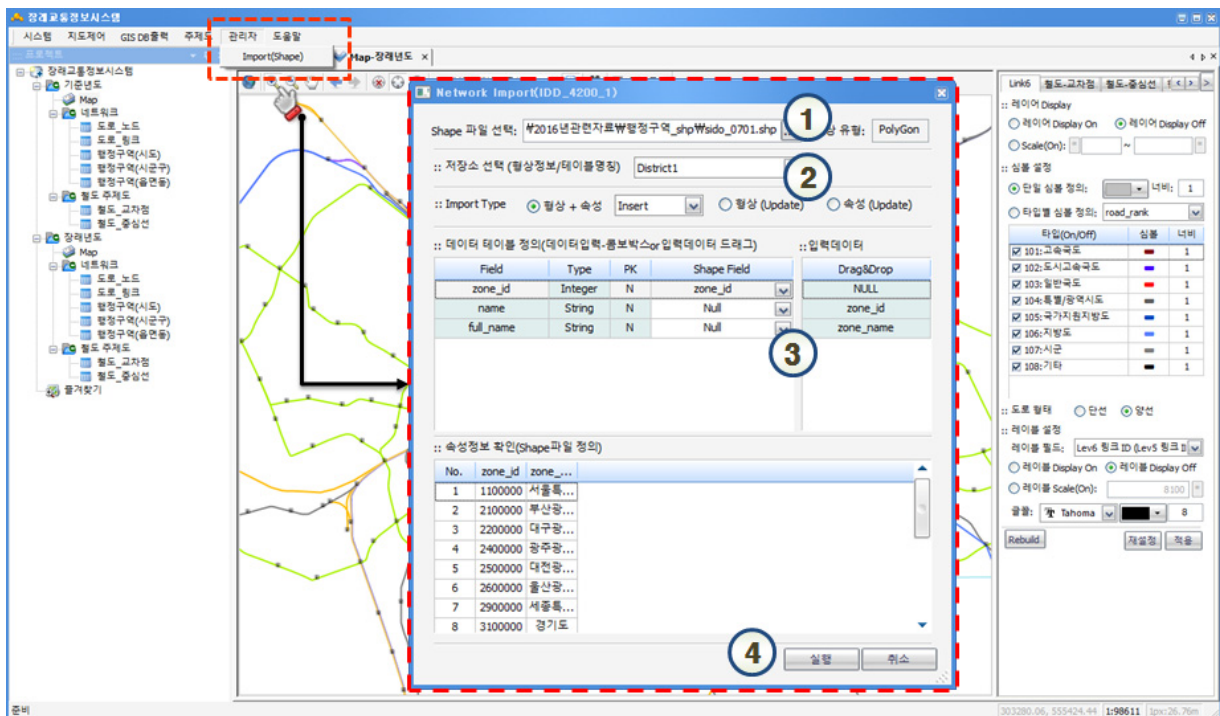 장래교통정보시스템
시스템 지도제어 GIS DB출력 주제도 관리자 도움말
프로젝트
Import(Shape)
Map-장래년도 ×
장래교통정보시스템
기준년도
Map
네트워크
도로_노드
도로_링크
행정구역(시도)
행정구역(시군구)
행정구역(읍면동)
철도 주제도
철도_교차점
철도_중심선
장래년도
Map
네트워크
도로_노드
도로_링크
행정구역(시도)
행정구역(시군구)
행정구역(읍면동)
철도 주제도
철도_교차점
철도_중심선
즐겨찾기
Network Import(IDD_4200_1)
Shape 파일 선택: ₩2016년관련자료₩행정구역_shp₩sido_0701.shp ... 상 유형: PolyGon
1
:: 저장소 선택 (형상정보/테이블명칭) District1
2
:: Import Type 형상 + 속성 Insert 형상 (Update) 속성 (Update)
:: 데이터 테이블 정의(데이터입력-콤보박스or입력데이터 드래그) ::입력데이터
Field Type PK Shape Field Drag&Drop
zone_id Integer N zone_id NULL
name String N Null zone_id
full_name String N Null zone_name
3
:: 속성정보 확인(Shape파일 정의)
No. zone_id zone_...
1 1100000 서울특...
2 2100000 부산광...
3 2200000 대구광...
4 2400000 광주광...
5 2500000 대전광...
6 2600000 울산광...
7 2900000 세종특...
8 3100000 경기도
4
실행 취소
Link6 철도-교차점 철도-중심선
:: 레이어 Display
레이어 Display On 레이어 Display Off
Scale(On): ~
:: 심볼 설정
단일 심볼 정의: 너비: 1
타입별 심볼 정의: road_rank
타입(On/Off) 심볼 너비
101:고속국도 1
102:도시고속국도 1
103:일반국도 1
104:특별/광역시도 1
105:국가지원지방도 1
106:지방도 1
107:시군 1
108:기타 1
:: 도로 형태 단선 양선
:: 레이블 설정
레이블 필드: Lev6 링크 ID (Lev5 링크 I
레이블 Display On 레이블 Display Off
레이블 Scale(On): 8100
글꼴: Tahoma 8
Rebuild 재설정 적용
준비 303280.06, 555424.44 1:98611 1px:26.76m